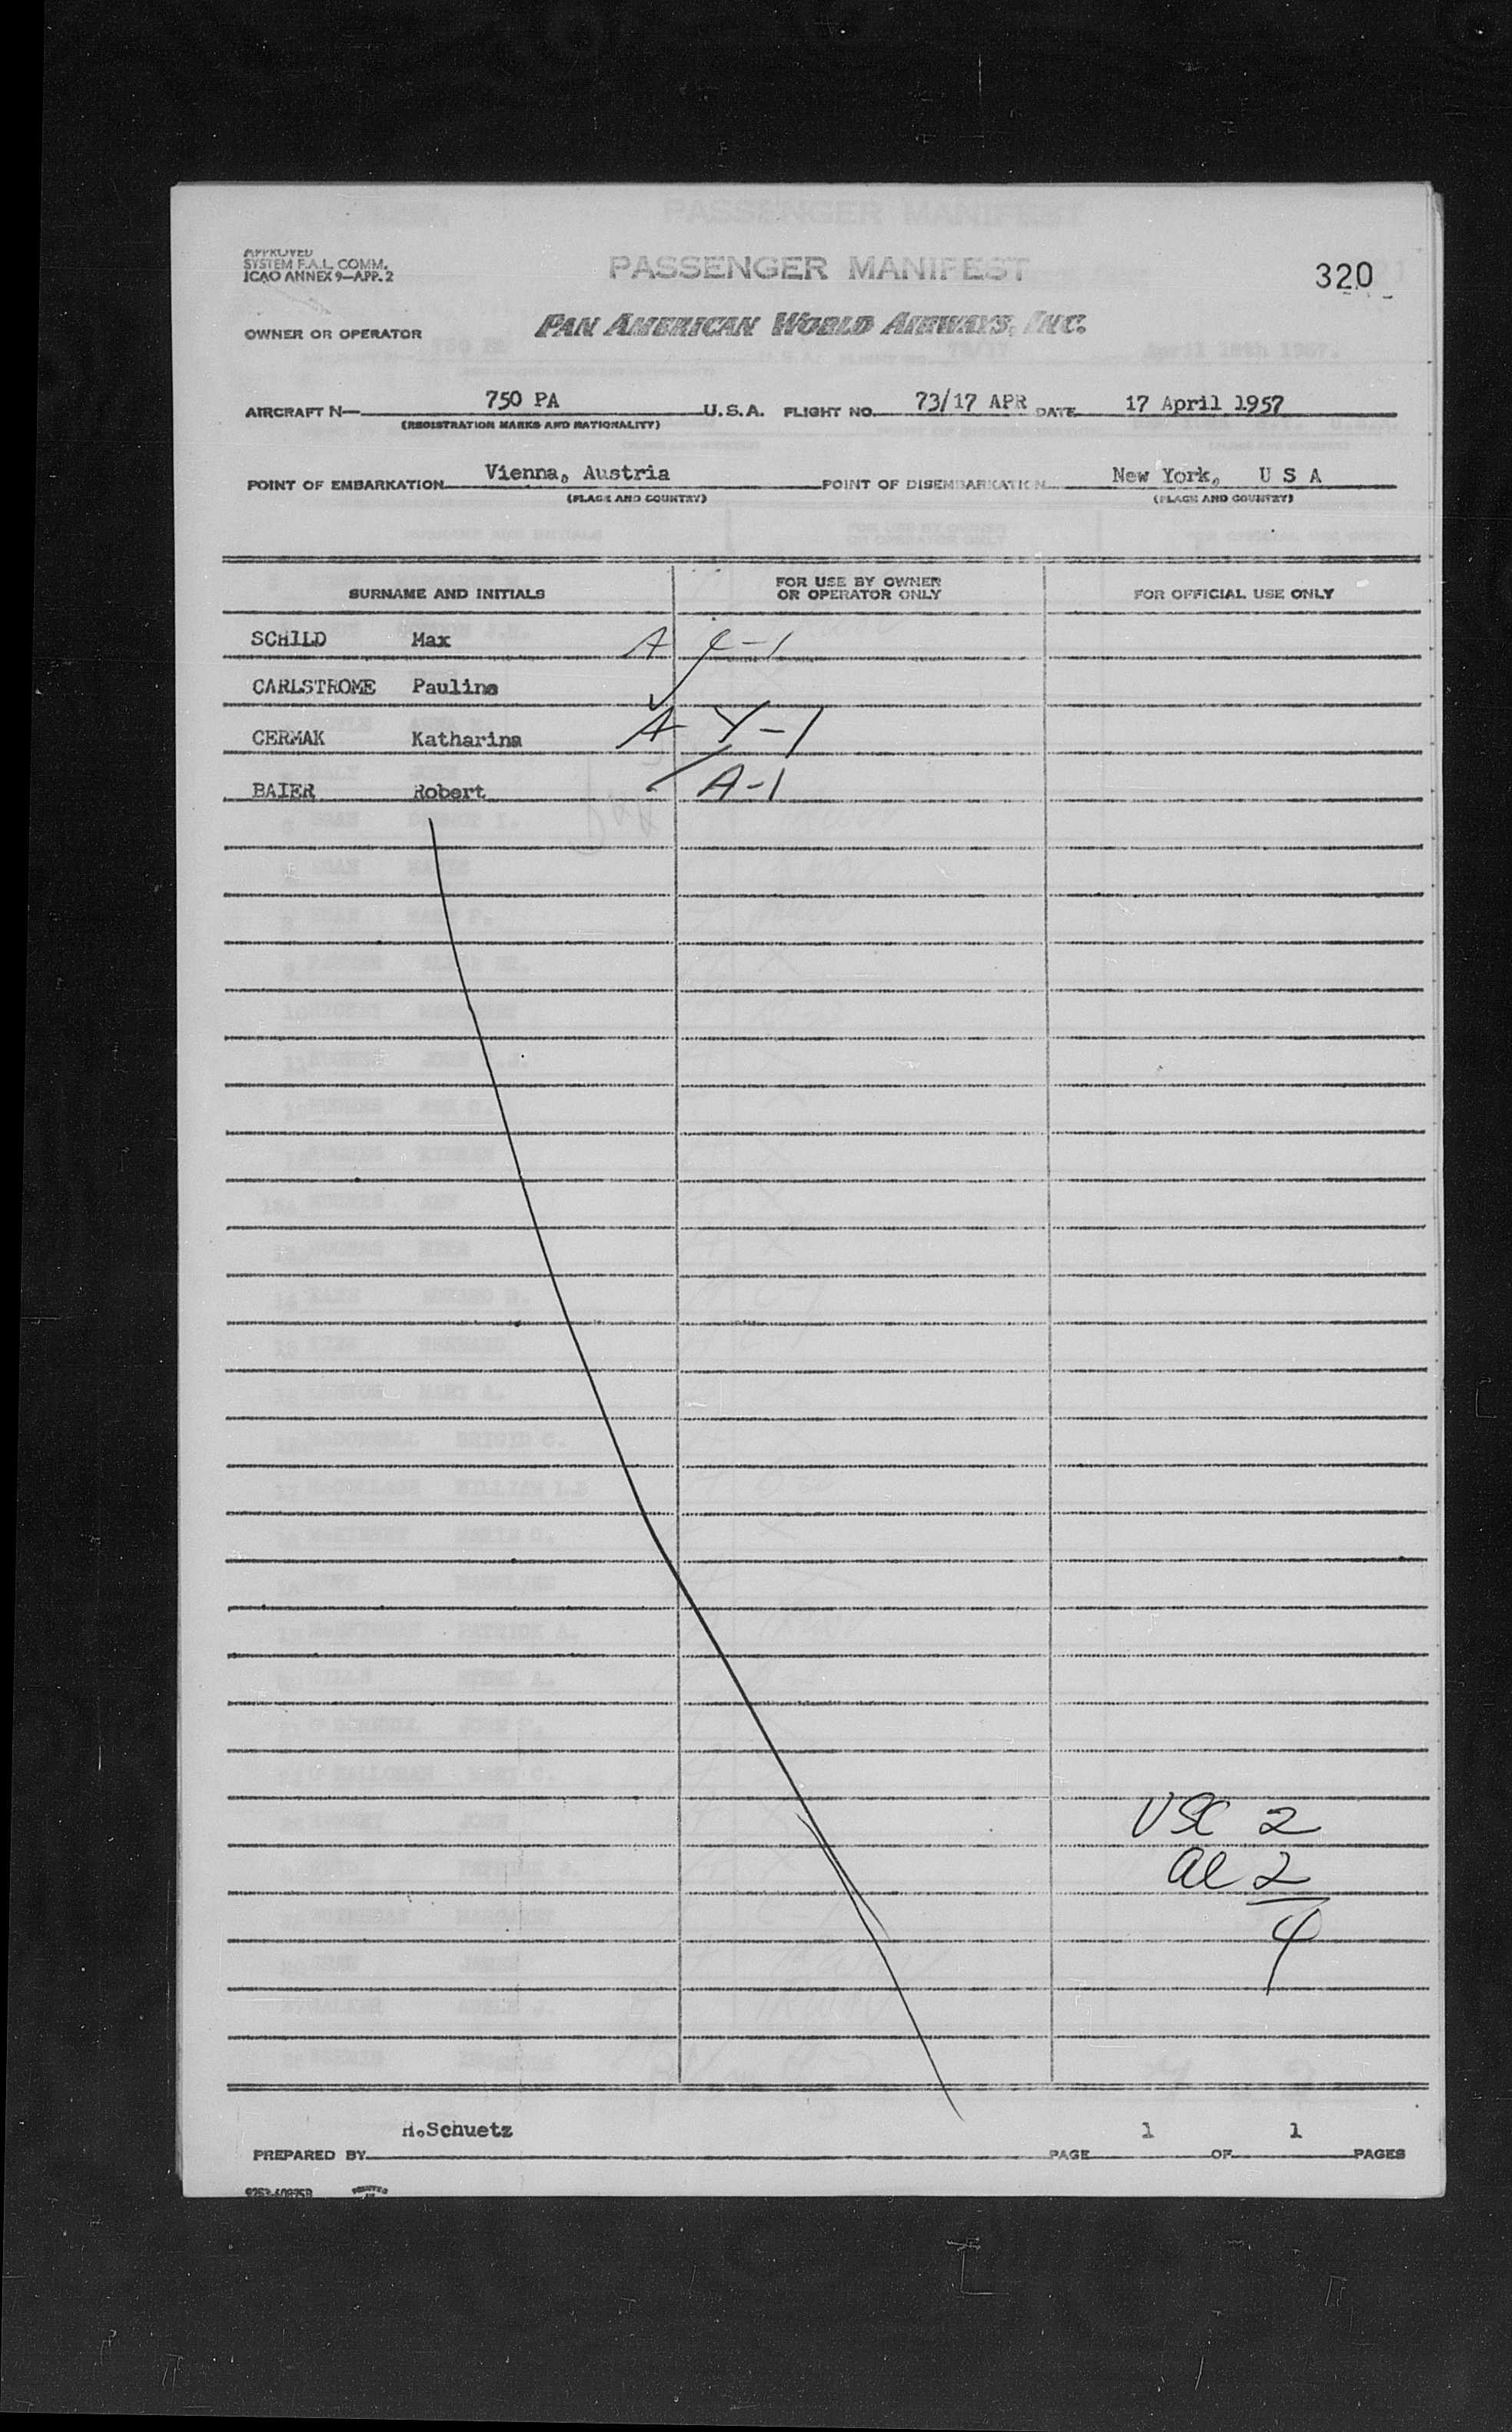 APPROVED
SYSTEM F.A.L. COMM.
ICAO ANNEX 9—APP. 2
PASSENGER MANIFEST
320
OWNER OR OPERATOR
PAN AMERICAN WORLD AIRWAYS, INC.
AIRCRAFT N— 750 PA U.S.A. FLIGHT NO. 73/17 APR DATE 17 April 1957
(REGISTRATION MARKS AND NATIONALITY)
POINT OF EMBARKATION Vienna, Austria POINT OF DISEMBARKATION New York, U S A
(PLACE AND COUNTRY) (PLACE AND COUNTRY)
SURNAME AND INITIALS FOR USE BY OWNER OR OPERATOR ONLY FOR OFFICIAL USE ONLY
SCHILD Max A 4-1
CARLSTROME Pauline
CERMAK Katharina A Y-1
BAIER Robert A-1
USC 2
al 2
4
H.Schuetz
PREPARED BY PAGE 1 OF 1 PAGES